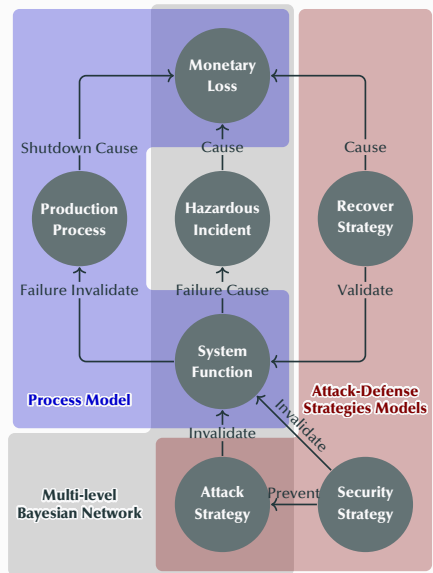 Monetary
Loss
Shutdown Cause
Cause
Cause
Production
Process
Hazardous
Incident
Recover
Strategy
Failure Invalidate
Failure Cause
Validate
System
Function
Process Model
Attack-Defense
Strategies Models
Invalidate
Invalidate
Multi-level
Bayesian Network
Attack
Strategy
Prevent
Security
Strategy